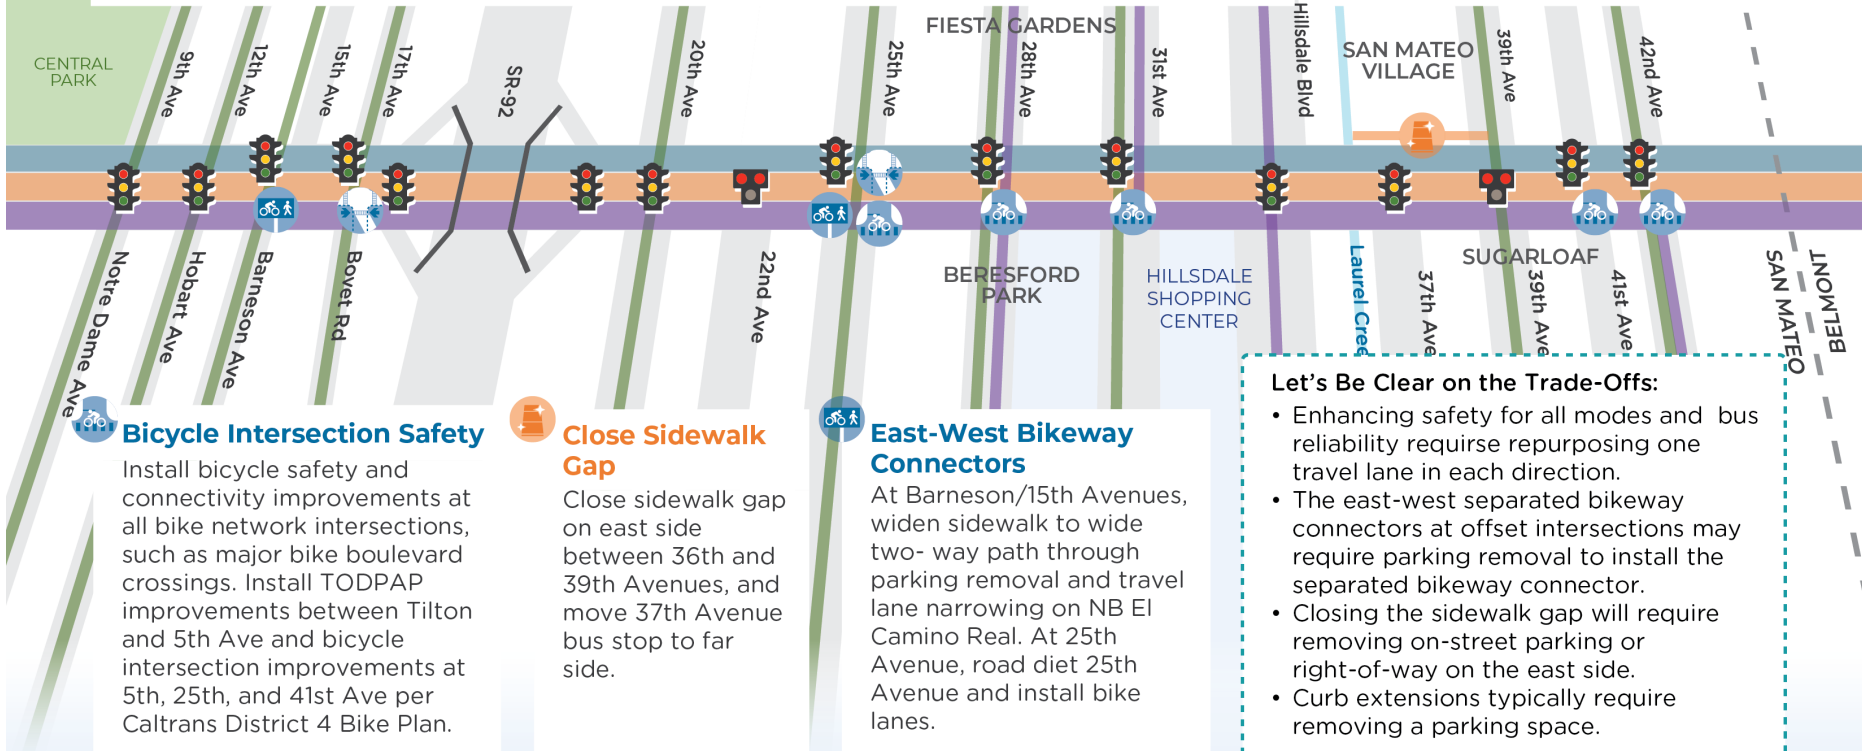 FIESTA GARDENS
CENTRAL
PARK
9th Ave
12th Ave
15th Ave
17th Ave
SR-92
20th Ave
25th Ave
28th Ave
31st Ave
Hillsdale Blvd
SAN MATEO
VILLAGE
39th Ave
42nd Ave
Notre Dame Ave
Hobart Ave
Barneson Ave
Bovet Rd
22nd Ave
BERESFORD
PARK
HILLSDALE
SHOPPING
CENTER
Laurel Cree
37th Ave
SUGARLOAF
39th Ave
41st Ave
SAN MATEO
BELMONT
Bicycle Intersection Safety
Install bicycle safety and
connectivity improvements at
all bike network intersections,
such as major bike boulevard
crossings. Install TODPAP
improvements between Tilton
and 5th Ave and bicycle
intersection improvements at
5th, 25th, and 41st Ave per
Caltrans District 4 Bike Plan.
Close Sidewalk
Gap
Close sidewalk gap
on east side
between 36th and
39th Avenues, and
move 37th Avenue
bus stop to far
side.
East-West Bikeway
Connectors
At Barneson/15th Avenues,
widen sidewalk to wide
two- way path through
parking removal and travel
lane narrowing on NB El
Camino Real. At 25th
Avenue, road diet 25th
Avenue and install bike
lanes.
Let's Be Clear on the Trade-Offs:
• Enhancing safety for all modes and  bus
reliability requirse repurposing one
travel lane in each direction.
• The east-west separated bikeway
connectors at offset intersections may
require parking removal to install the
separated bikeway connector.
• Closing the sidewalk gap will require
removing on-street parking or
right-of-way on the east side.
• Curb extensions typically require
removing a parking space.